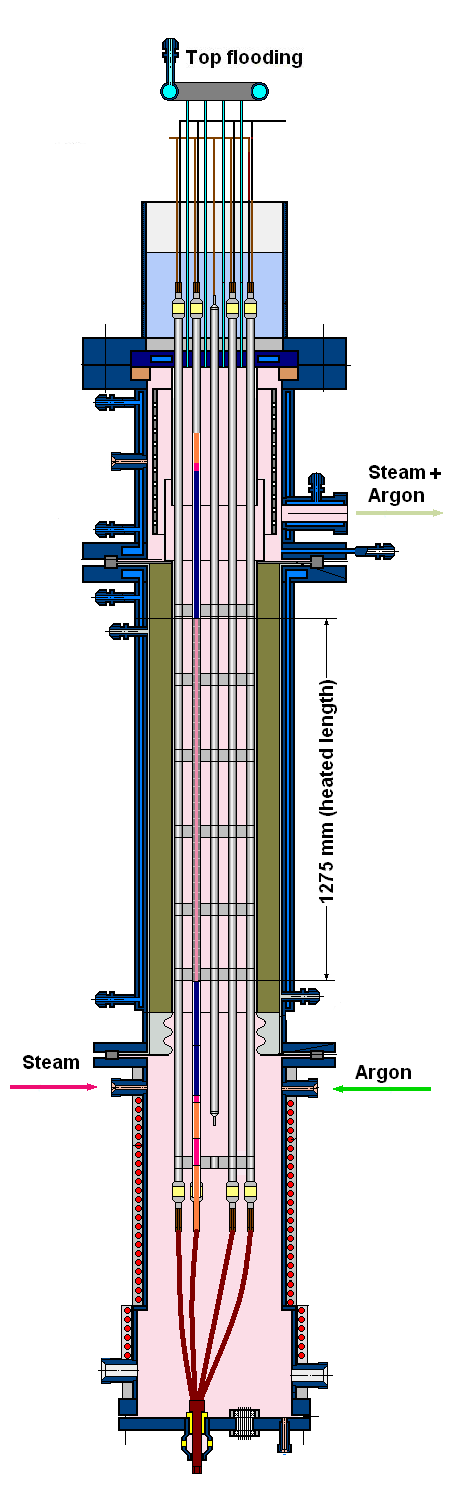 Top flooding
Steam +
Argon
1275 mm (heated length)
Steam
Argon